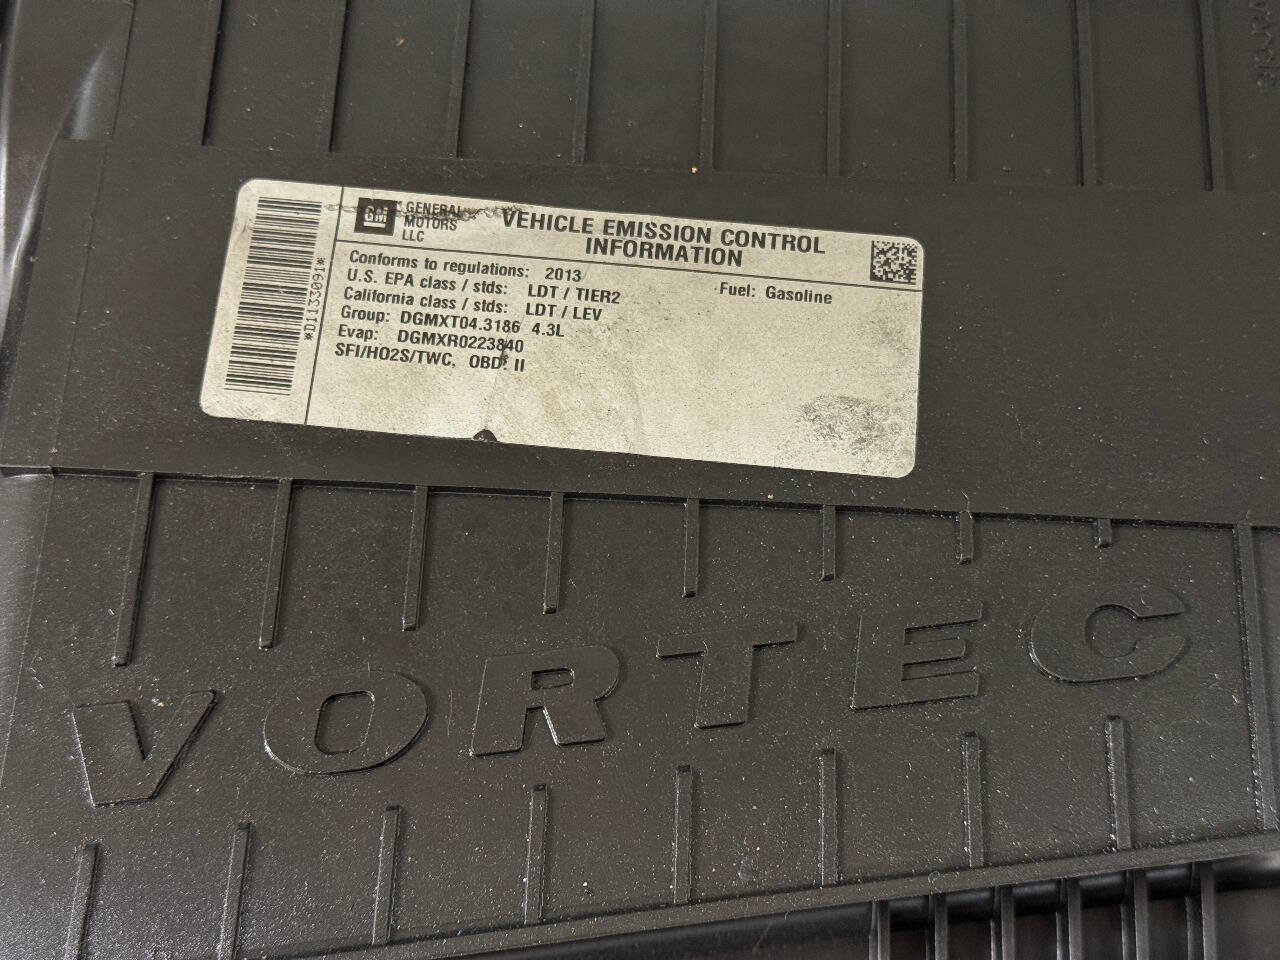 GM
GENERAL
MOTORS
LLC
VEHICLE EMISSION CONTROL
INFORMATION
Conforms to regulations: 2013
Fuel: Gasoline
U.S. EPA class / stds: LDT / TIER2
California class / stds: LDT / LEV
Group: DGMXT04.3186 4.3L
Evap: DGMXR0223840
SFI/HO2S/TWC, OBD II
*D1133091*
VORTEC